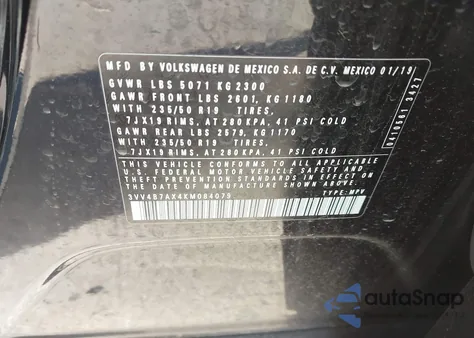 MFD BY VOLKSWAGEN DE MEXICO S.A. DE C.V. MEXICO 01/19
GVWR LBS 5071 KG 2300
GAWR FRONT LBS 2601, KG 1180
WITH 235/50 R19 TIRES,
7JX19 RIMS, AT 280 KPA, 41 PSI COLD
GAWR REAR LBS 2579, KG 1170
WITH 235/50 R19 TIRES,
7JX19 RIMS, AT 280 KPA, 41 PSI COLD
THIS VEHICLE CONFORMS TO ALL APPLICABLE
U.S. FEDERAL MOTOR VEHICLE SAFETY AND
THEFT PREVENTION STANDARDS IN EFFECT ON
THE DATE OF MANUFACTURE SHOWN ABOVE.
3VV4B7AX4KM084079 TYPE: MPV
3427
autoSnap
www.autosnap